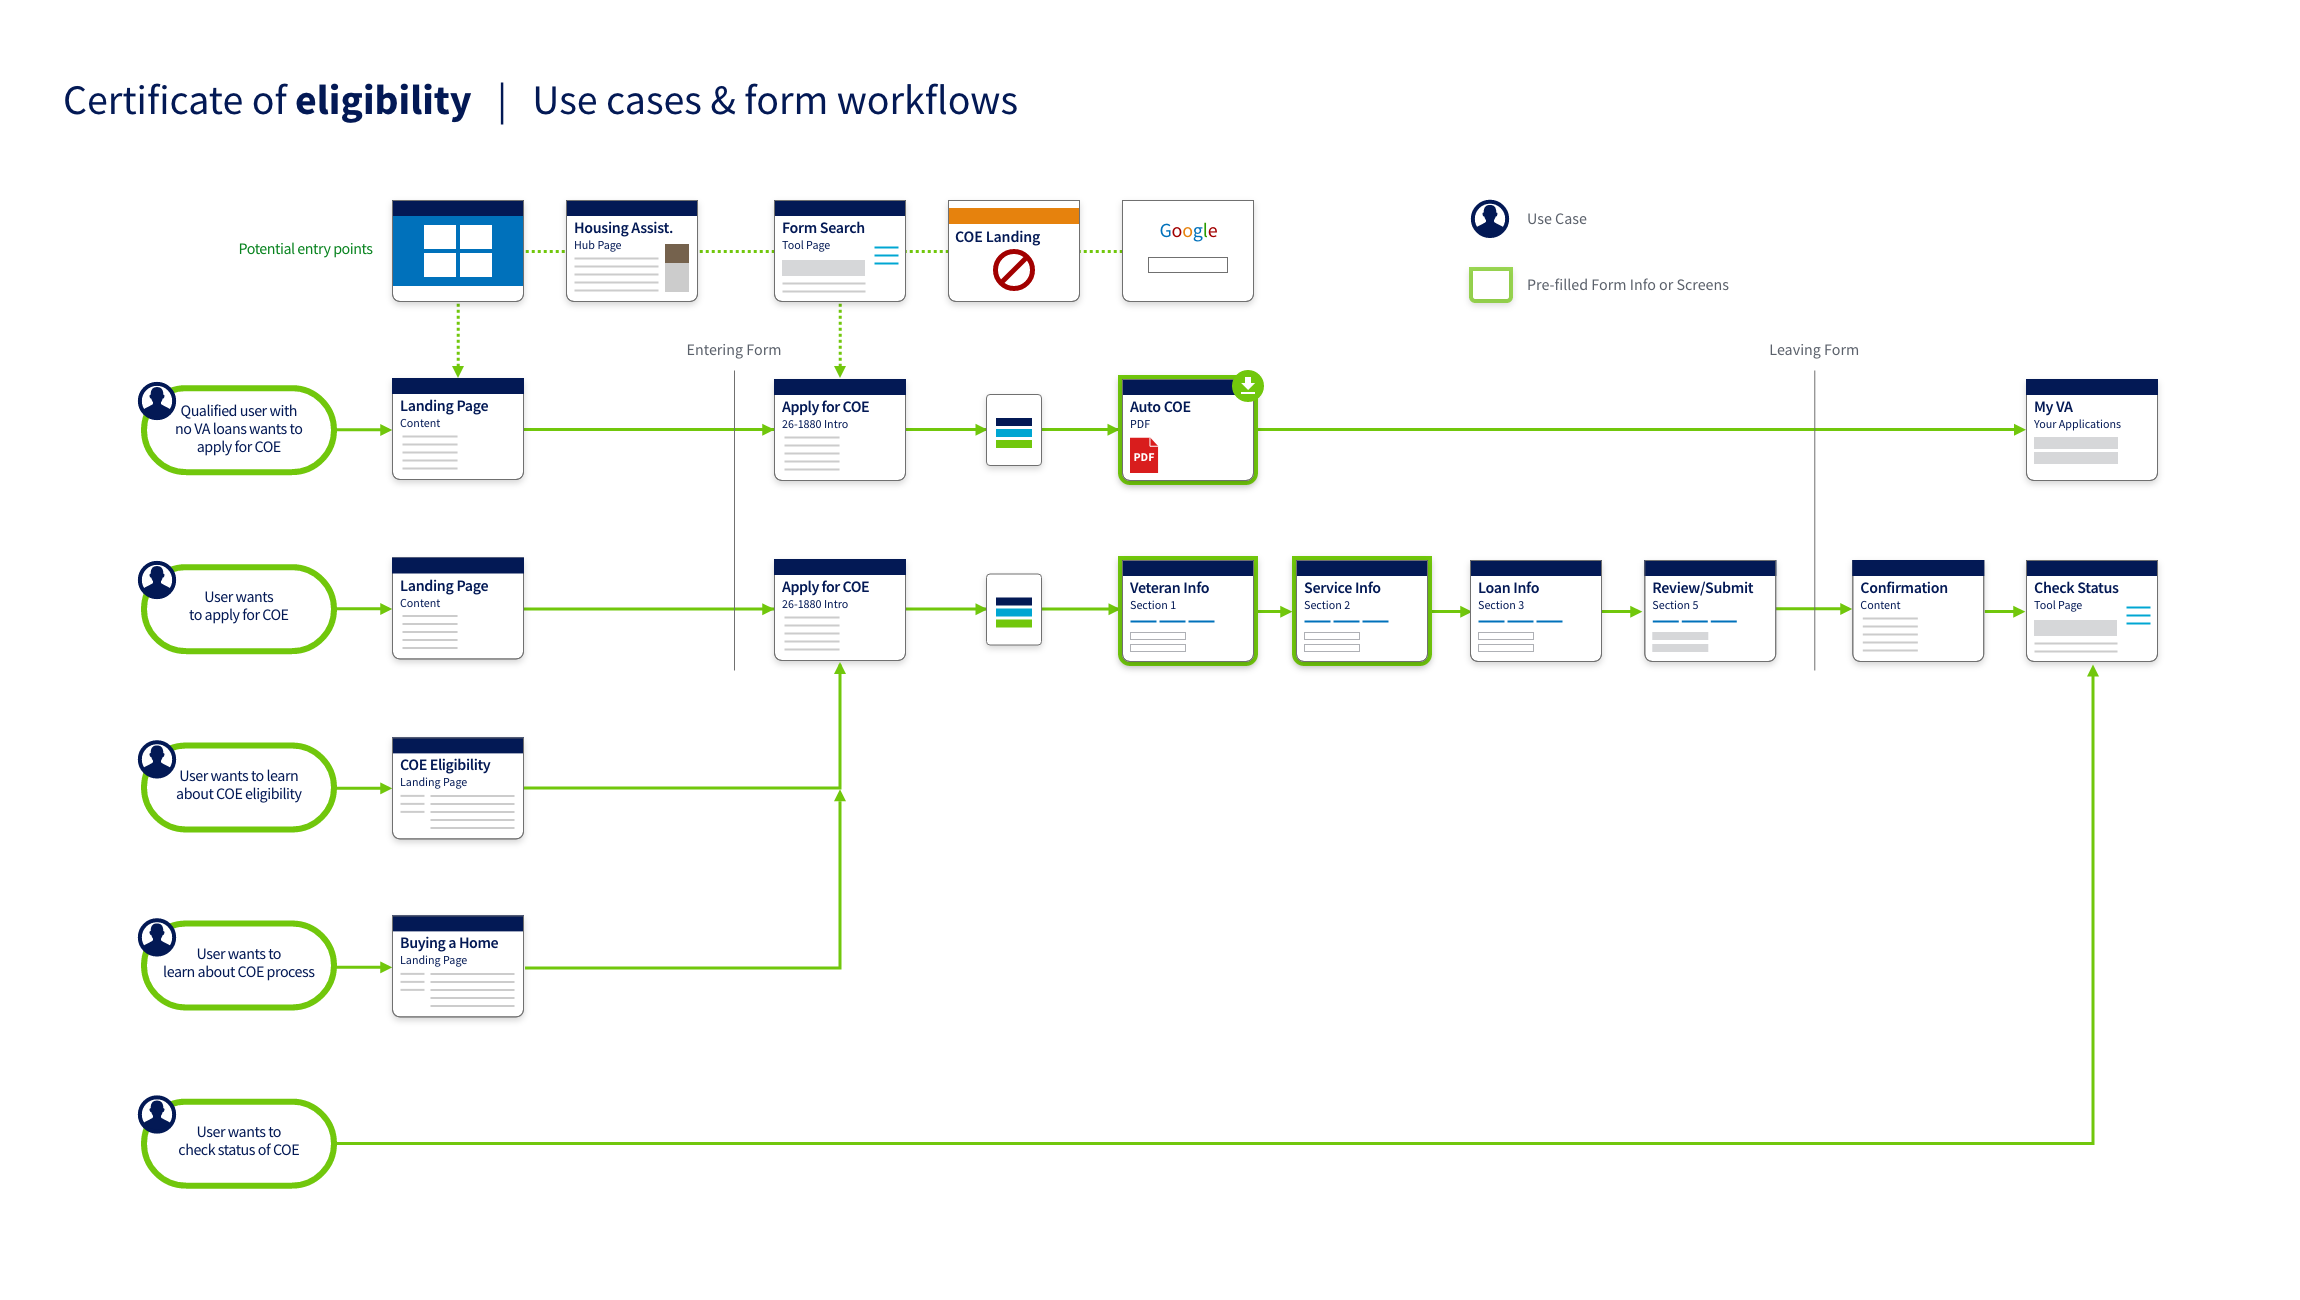 Certificate of eligibility | Use cases & form workflows
Potential entry points
Housing Assist.
Hub Page
Form Search
Tool Page
COE Landing
Google
Use Case
Pre-filled Form Info or Screens
Entering Form
Leaving Form
Qualified user with
no VA loans wants to
apply for COE
Landing Page
Content
Apply for COE
26-1880 Intro
Auto COE
PDF
PDF
My VA
Your Applications
User wants
to apply for COE
Landing Page
Content
Apply for COE
26-1880 Intro
Veteran Info
Section 1
Service Info
Section 2
Loan Info
Section 3
Review/Submit
Section 5
Confirmation
Content
Check Status
Tool Page
User wants to learn
about COE eligibility
COE Eligibility
Landing Page
User wants to
learn about COE process
Buying a Home
Landing Page
User wants to
check status of COE